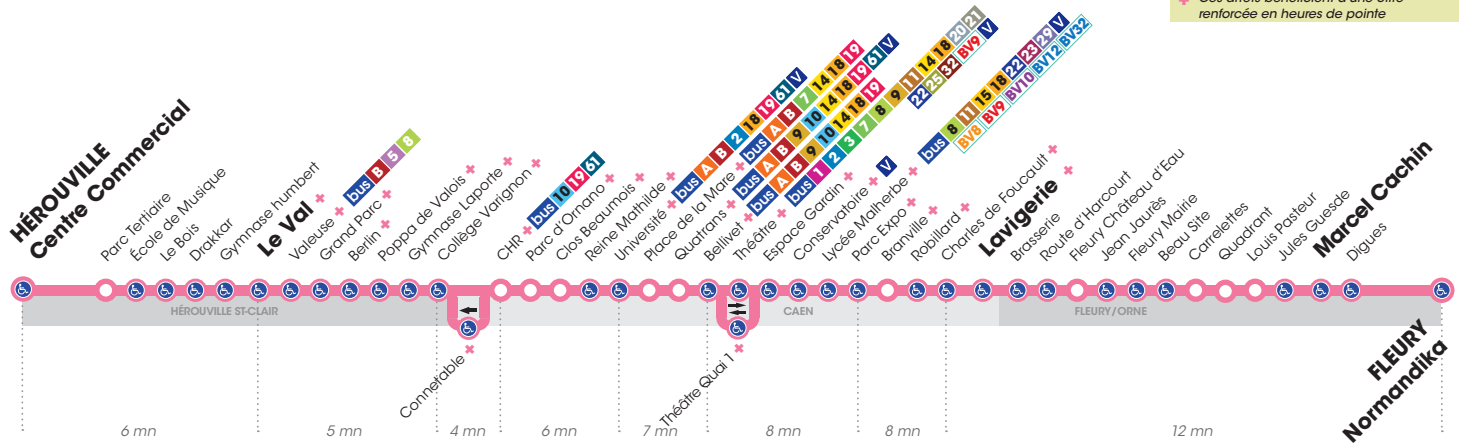 Ces arrêts bénéficient d'une offre
renforcée en heures de pointe
HÉROUVILLE
Centre Commercial
Parc Tertiaire
École de Musique
Le Bois
Drakkar
Gymnase humbert
Le Val
Valeuse
Grand Parc
bus B 5 8
Berlin
Poppa de Valois
Gymnase Laporte
Collège Varignon
CHR
bus 10 19 61
Parc d'Ornano
Clos Beaumois
Reine Mathilde
Université
bus A B 2 18 19 61 V
Place de la Mare
bus A B 7 14 18 19
Quatrans
bus A B 9 10 14 18 19 61 V
Bellivet
bus A B 9 10 14 18 19
Théâtre
bus 1 2 3 7 8 9 11 14 18 20 21
22 25 32 BV9 V
Espace Gardin
Conservatoire
V
Lycée Malherbe
bus 8 11 15 18 22 23 29 V
BV8 BV9 BV10 BV12 BV32
Parc Expo
Branville
Robillard
Charles de Foucault
Lavigerie
Brasserie
Route d'Harcourt
Fleury Château d'Eau
Jean Jaurès
Fleury Mairie
Beau Site
Carrelettes
Quadrant
Louis Pasteur
Jules Guesde
Marcel Cachin
Digues
HÉROUVILLE ST-CLAIR
CAEN
FLEURY/ORNE
Connetable
Théâtre Quai 1
FLEURY
Normandika
6 mn
5 mn
4 mn
6 mn
7 mn
8 mn
8 mn
12 mn